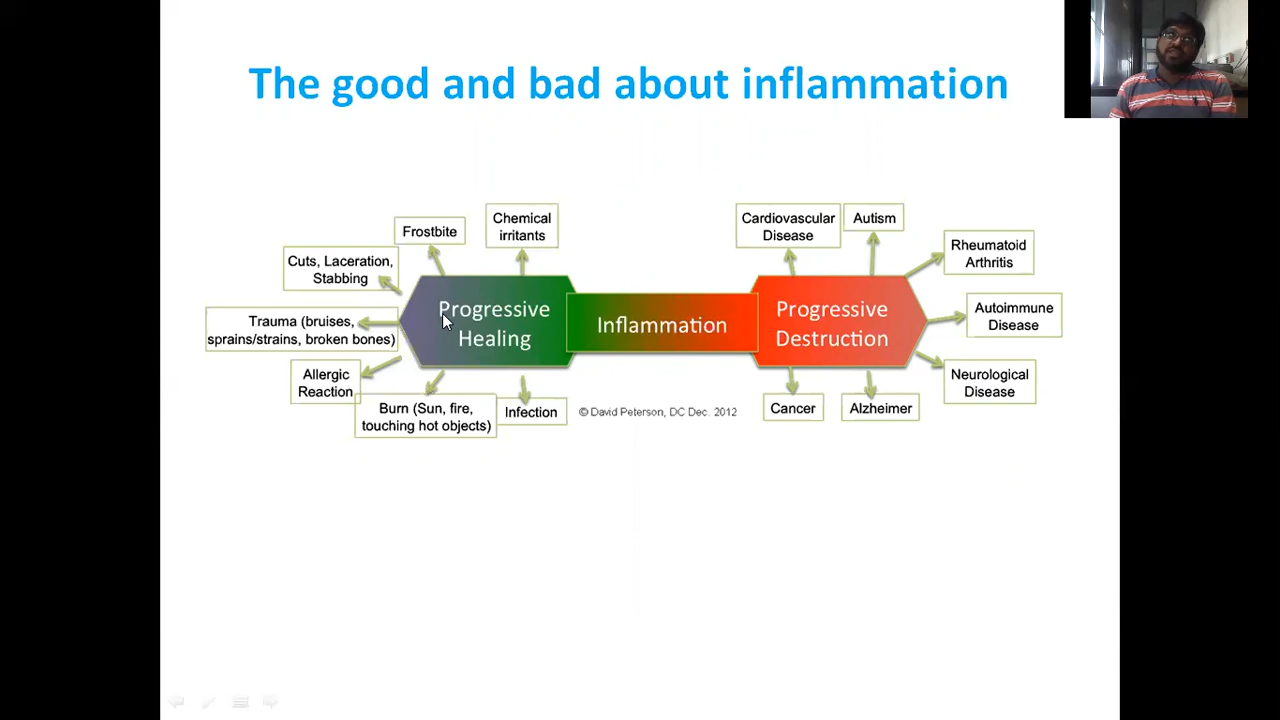 The good and bad about inflammation
Frostbite
Chemical
irritants
Cuts, Laceration,
Stabbing
Trauma (bruises,
sprains/strains, broken bones)
Allergic
Reaction
Burn (Sun, fire,
touching hot objects)
Infection
Progressive
Healing
Inflammation
Progressive
Destruction
Cardiovascular
Disease
Autism
Rheumatoid
Arthritis
Autoimmune
Disease
Neurological
Disease
Alzheimer
Cancer
© David Peterson, DC Dec. 2012